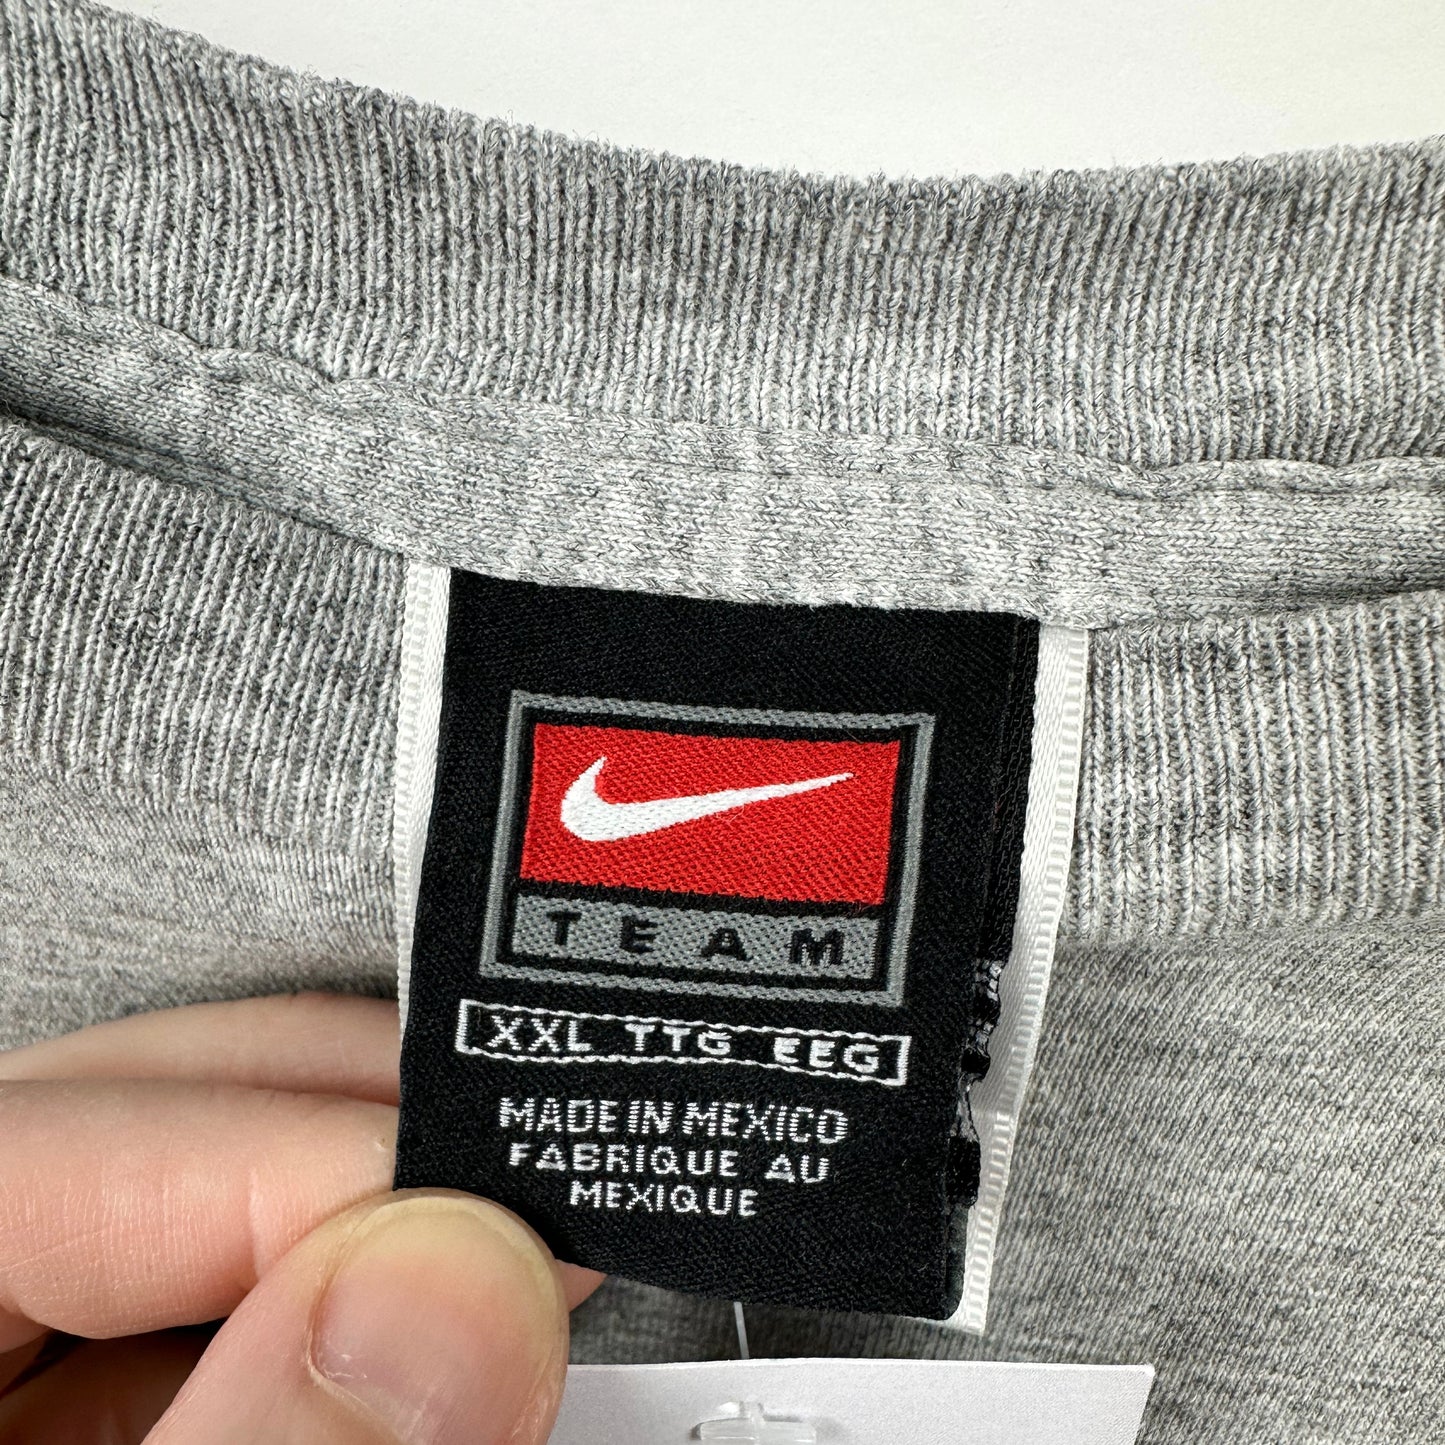 TEAM
XXL TTG EEG
MADE IN MEXICO
FABRIQUE AU
MEXIQUE